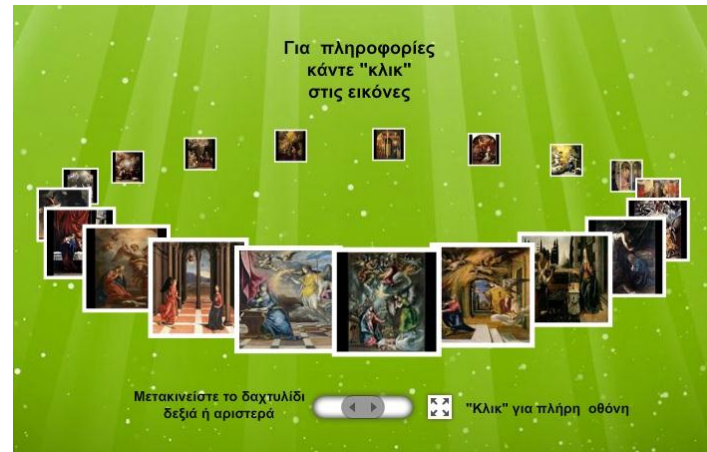 Για πληροφορίες
κάντε "κλικ"
στις εικόνες
Μετακινείστε το δαχτυλίδι
δεξιά ή αριστερά
"Κλικ" για πλήρη οθόνη